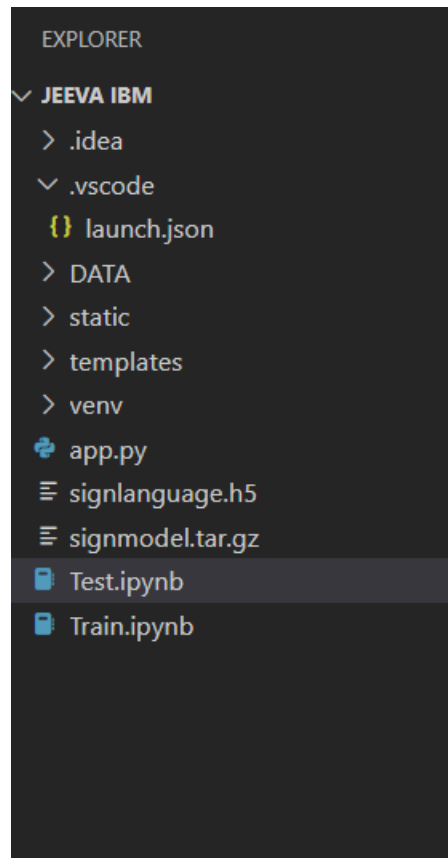 EXPLORER
JEEVA IBM
.idea
.vscode
{} launch.json
DATA
static
templates
venv
app.py
signlanguage.h5
signmodel.tar.gz
Test.ipynb
Train.ipynb